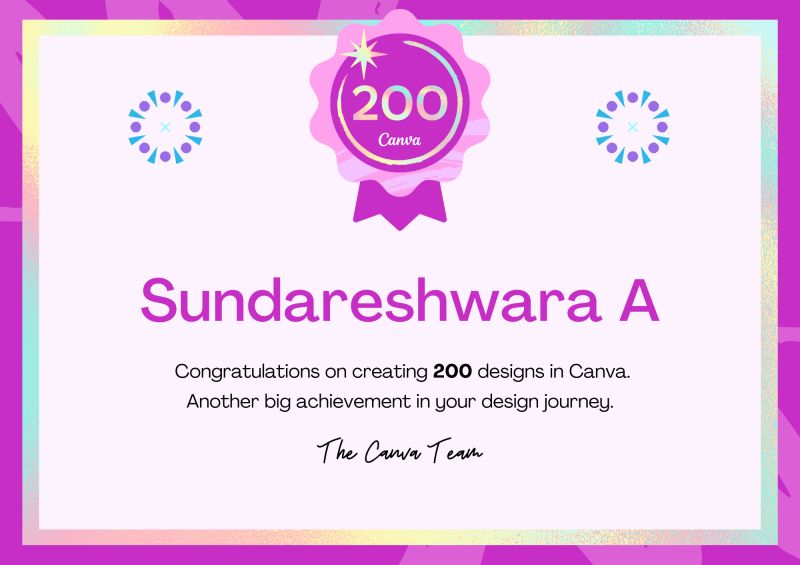 200
Canva
Sundareshwara A
Congratulations on creating 200 designs in Canva.
Another big achievement in your design journey.
The Canva Team